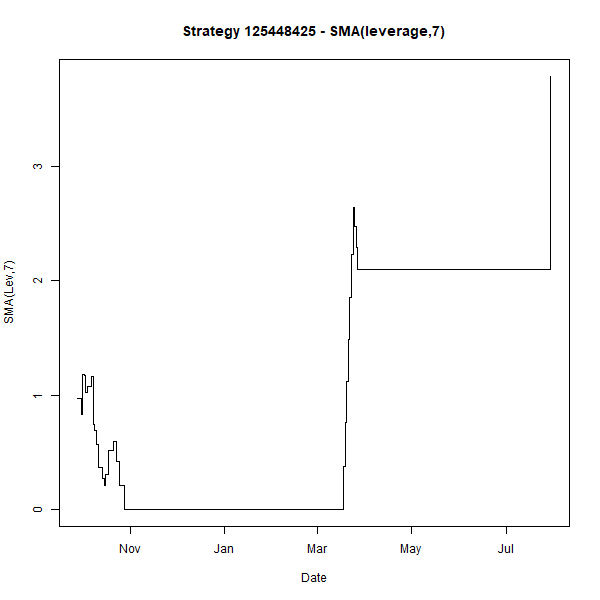 Strategy 125448425 - SMA(leverage,7)
SMA(Lev,7)
3
2
1
0
Nov Jan Mar May Jul
Date